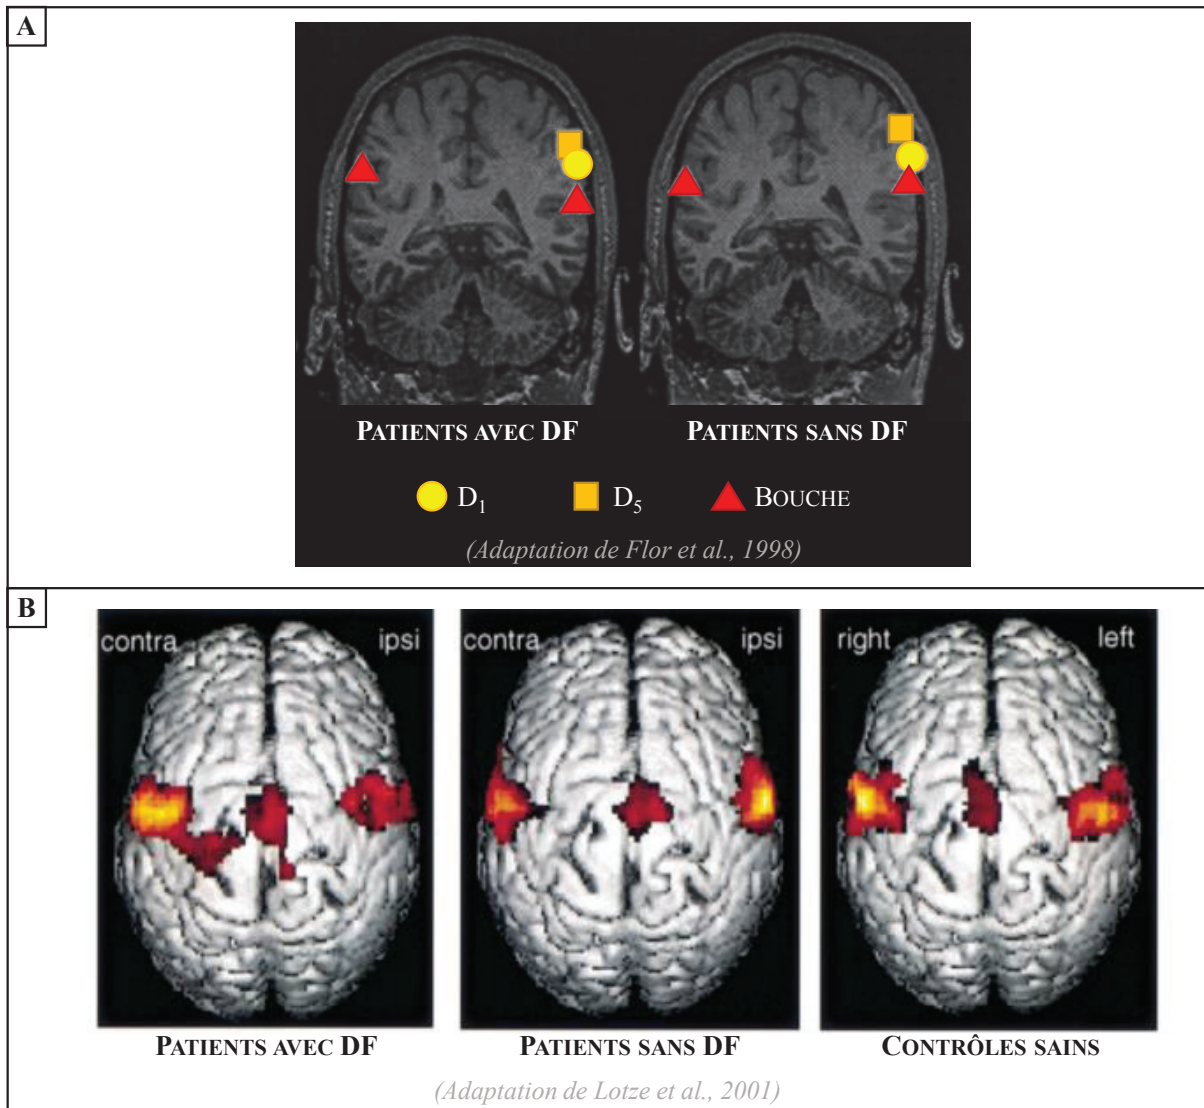 A
PATIENTS AVEC DF PATIENTS SANS DF
D1 D5 BOUCHE
(Adaptation de Flor et al., 1998)
B
contra ipsi contra ipsi right left
PATIENTS AVEC DF PATIENTS SANS DF CONTRÔLES SAINS
(Adaptation de Lotze et al., 2001)